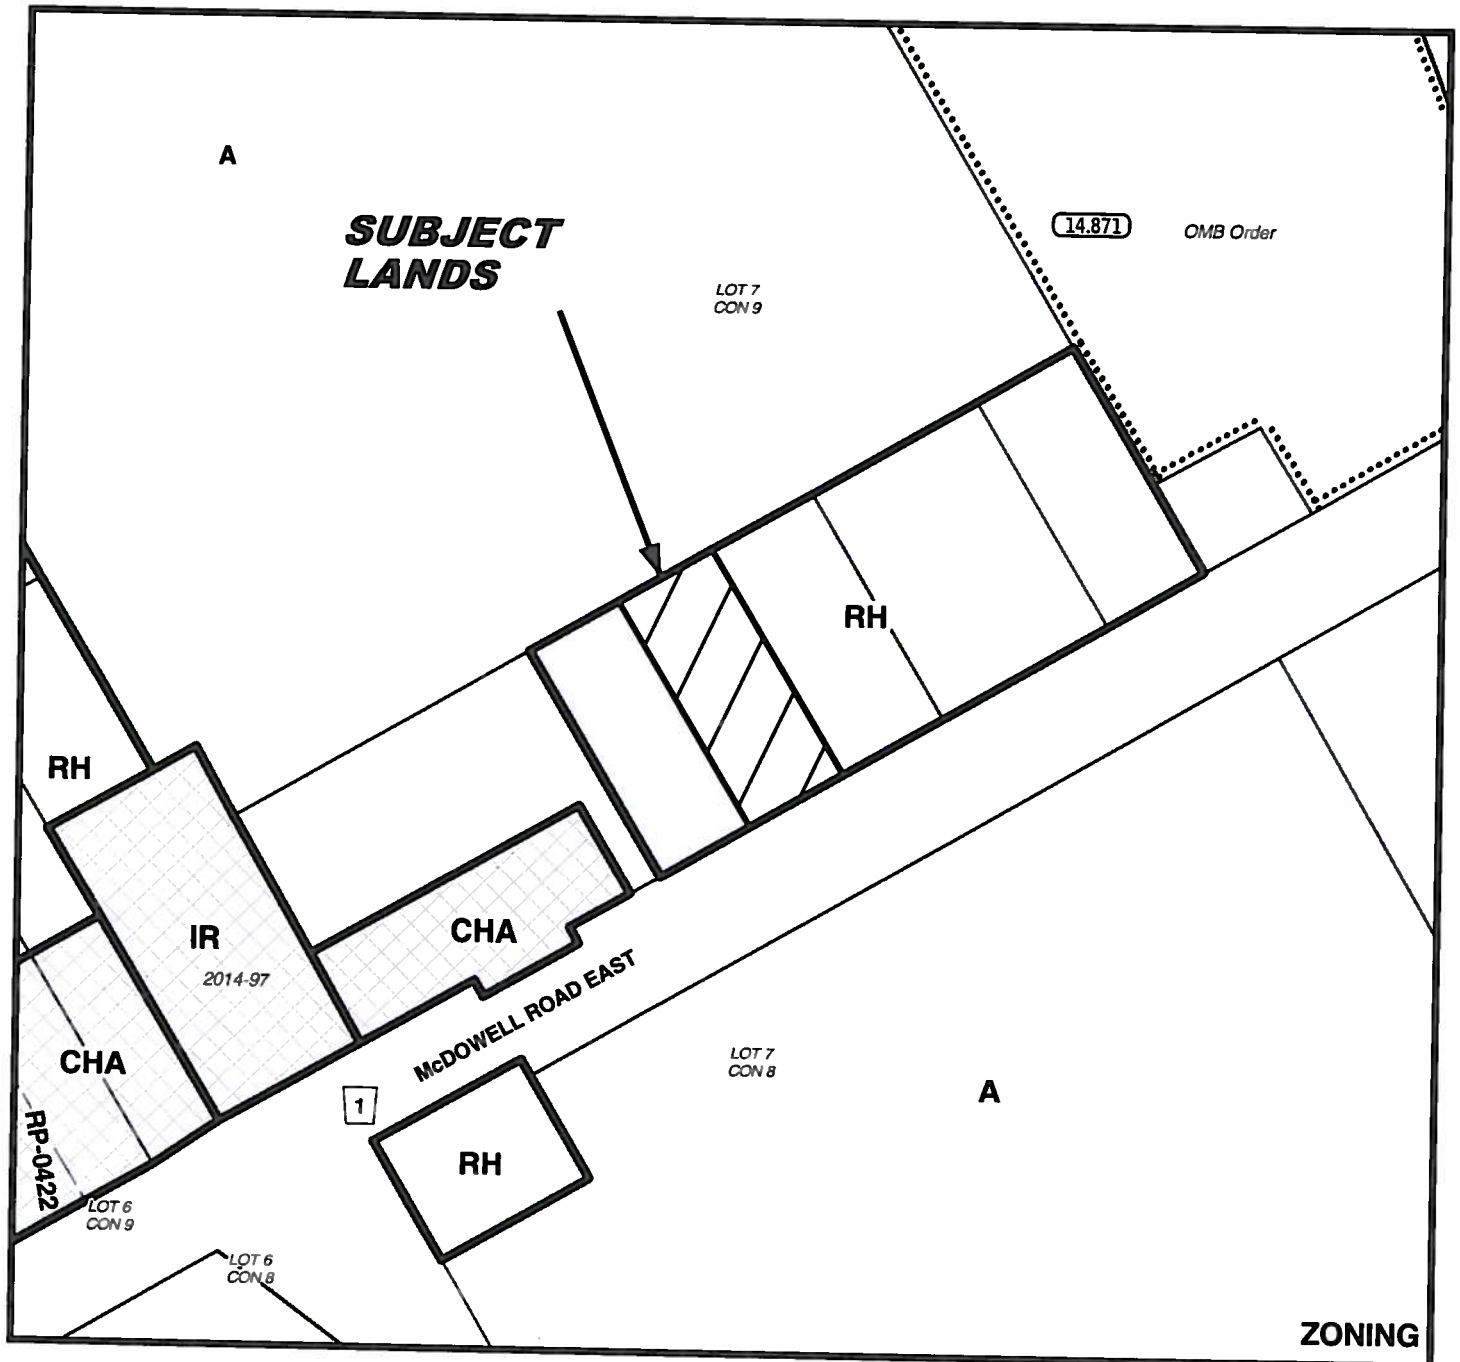 A
SUBJECT
LANDS
14.871
OMB Order
LOT 7
CON 9
RH
RH
IR
2014-97
CHA
CHA
McDOWELL ROAD EAST
1
RH
LOT 7
CON 8
A
RP-0422
LOT 6
CON 9
LOT 6
CON 8
ZONING